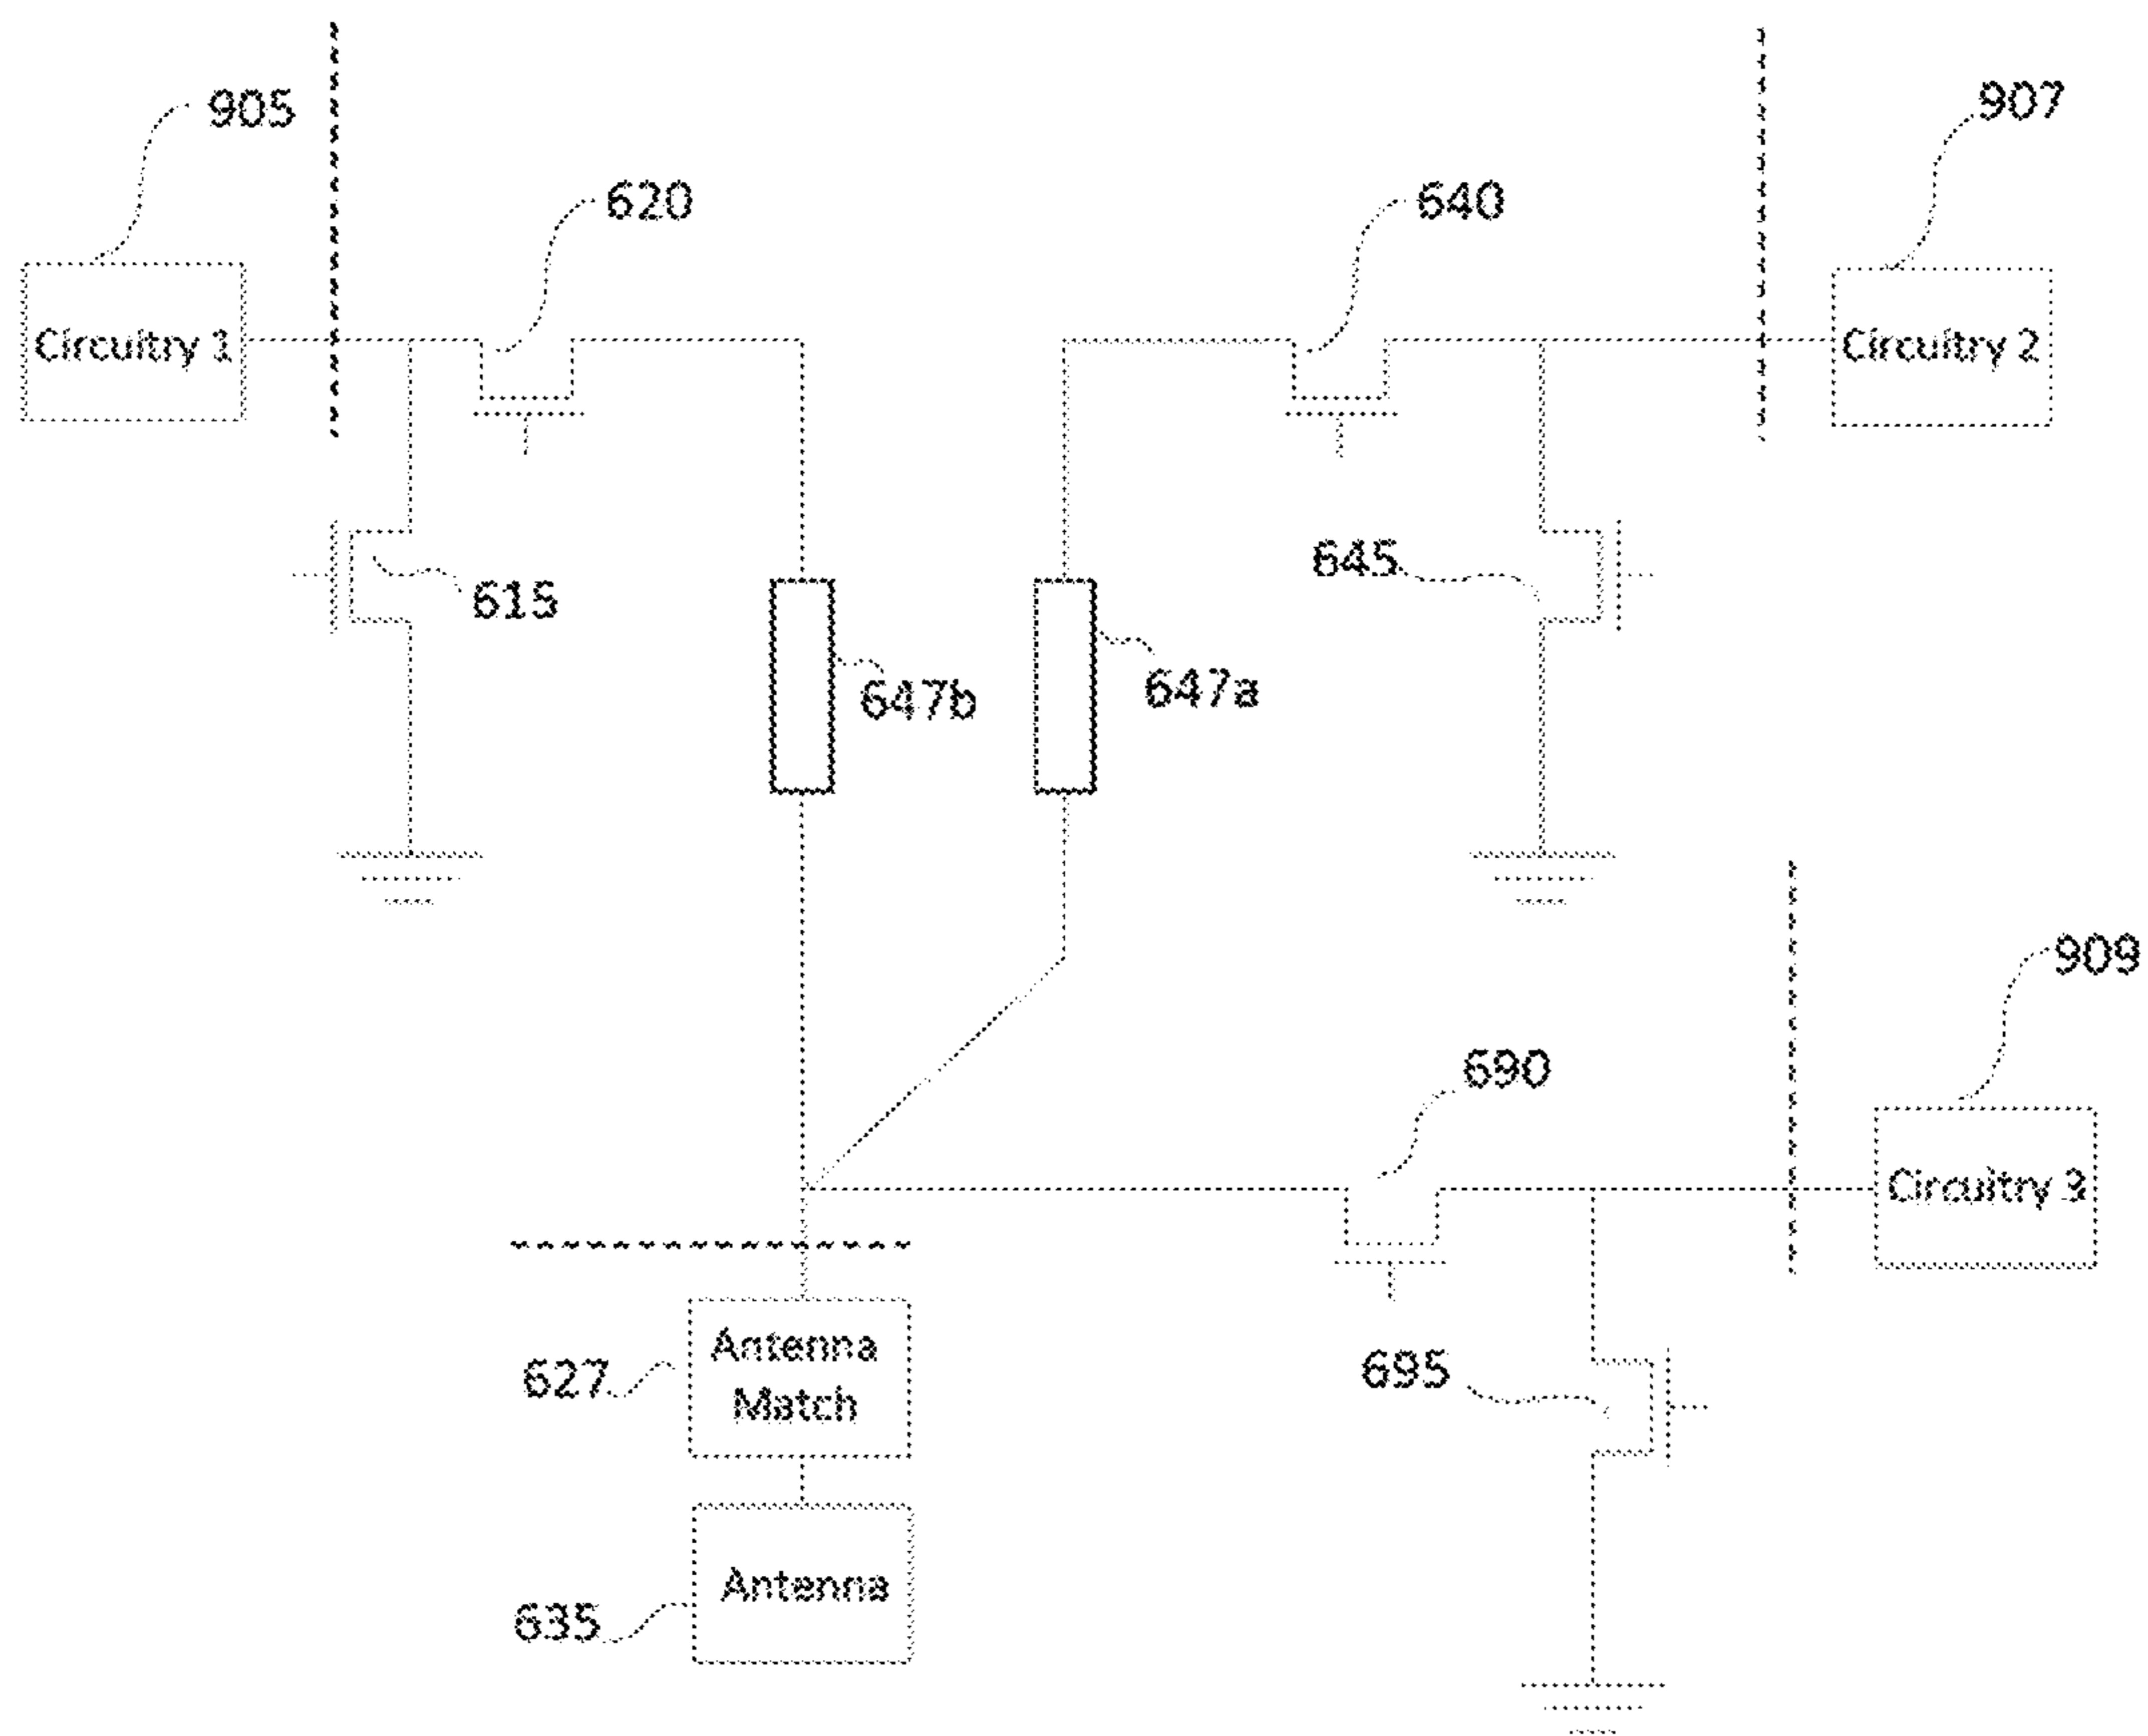 905
907
620
640
Circuitry 1
Circuitry 2
615
645
647b
647a
909
690
Circuitry 3
Antenna
Match
627
695
Antenna
635